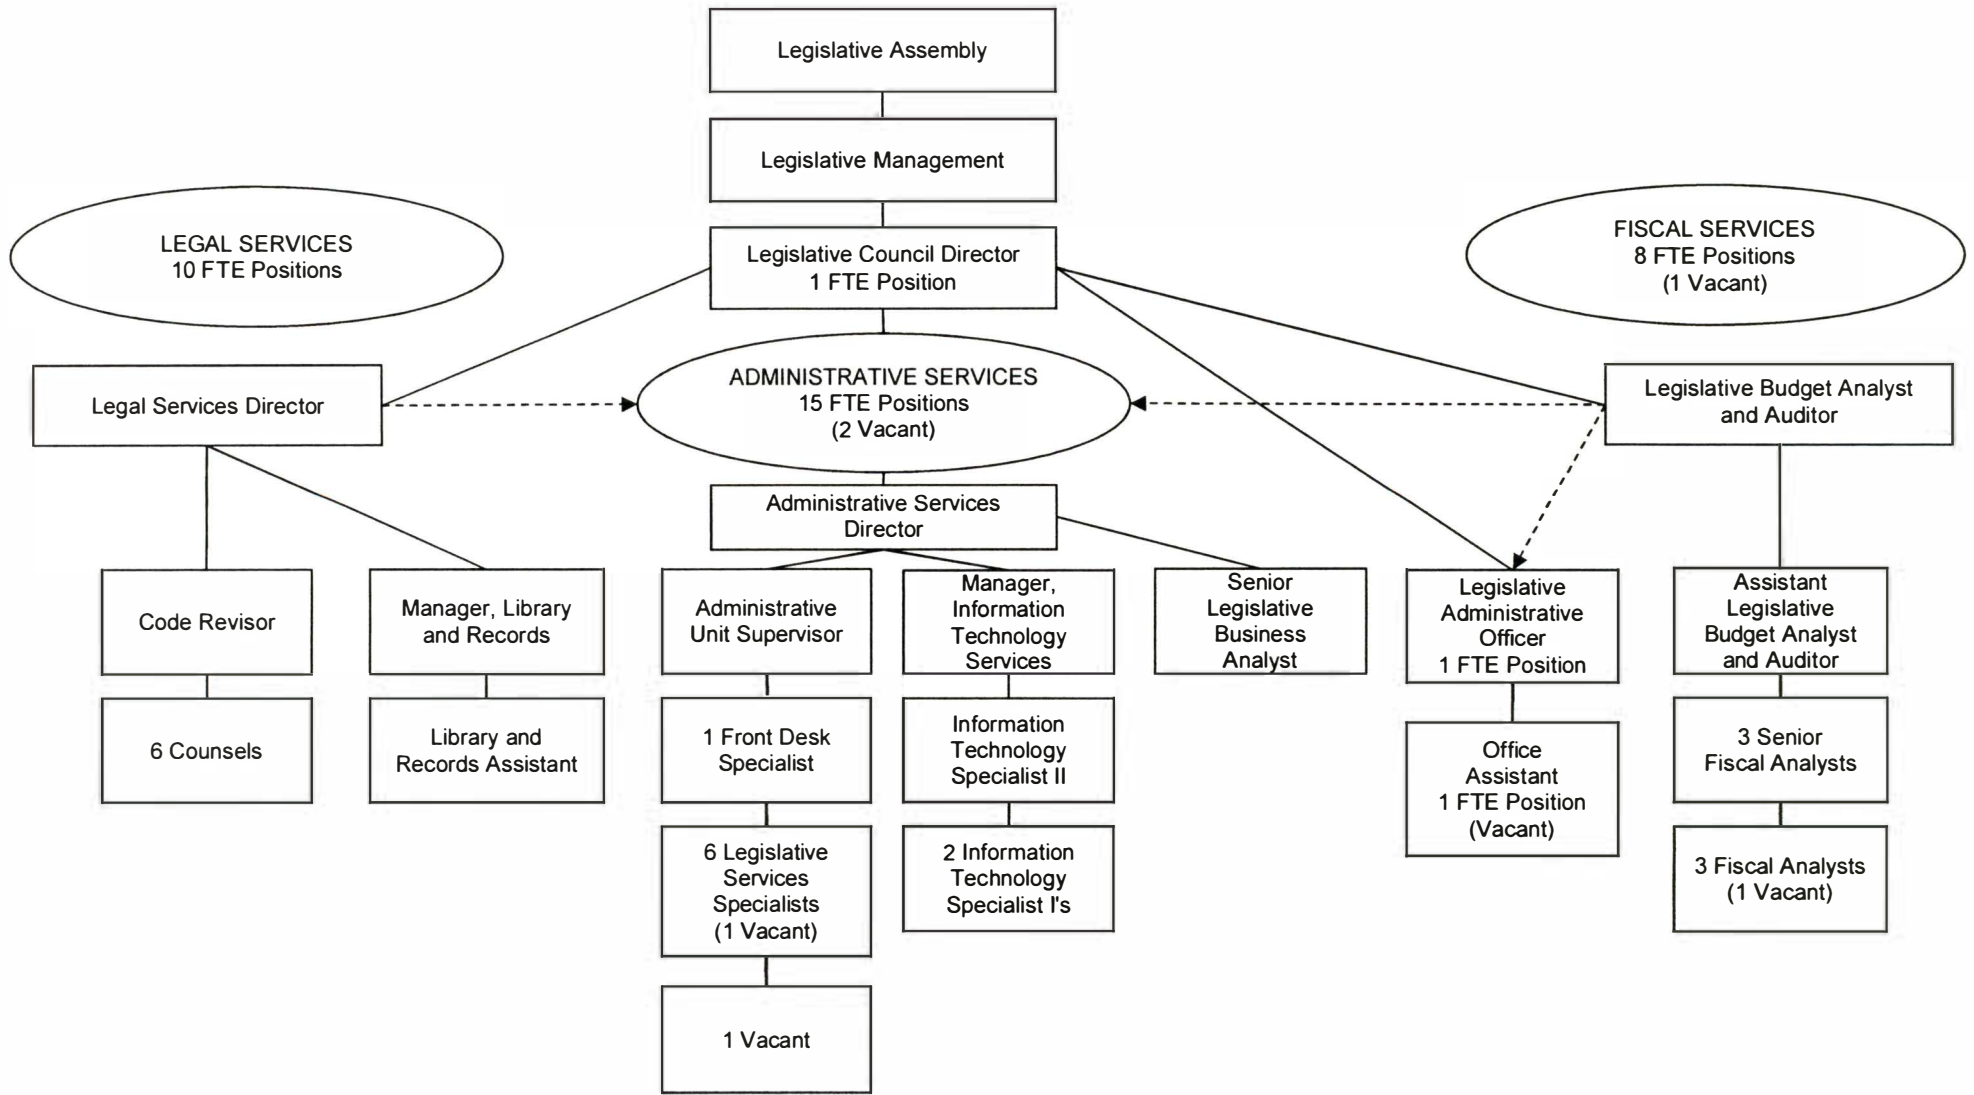 Legislative Assembly
Legislative Management
LEGAL SERVICES
10 FTE Positions
Legislative Council Director
1 FTE Position
FISCAL SERVICES
8 FTE Positions
(1 Vacant)
Legal Services Director
ADMINISTRATIVE SERVICES
15 FTE Positions
(2 Vacant)
Legislative Budget Analyst
and Auditor
Administrative Services
Director
Code Revisor
Manager, Library
and Records
Administrative
Unit Supervisor
Manager,
Information
Technology
Services
Senior
Legislative
Business
Analyst
Legislative
Administrative
Officer
1 FTE Position
Assistant
Legislative
Budget Analyst
and Auditor
6 Counsels
Library and
Records Assistant
1 Front Desk
Specialist
Information
Technology
Specialist II
Office
Assistant
1 FTE Position
(Vacant)
3 Senior
Fiscal Analysts
6 Legislative
Services
Specialists
(1 Vacant)
2 Information
Technology
Specialist I's
3 Fiscal Analysts
(1 Vacant)
1 Vacant